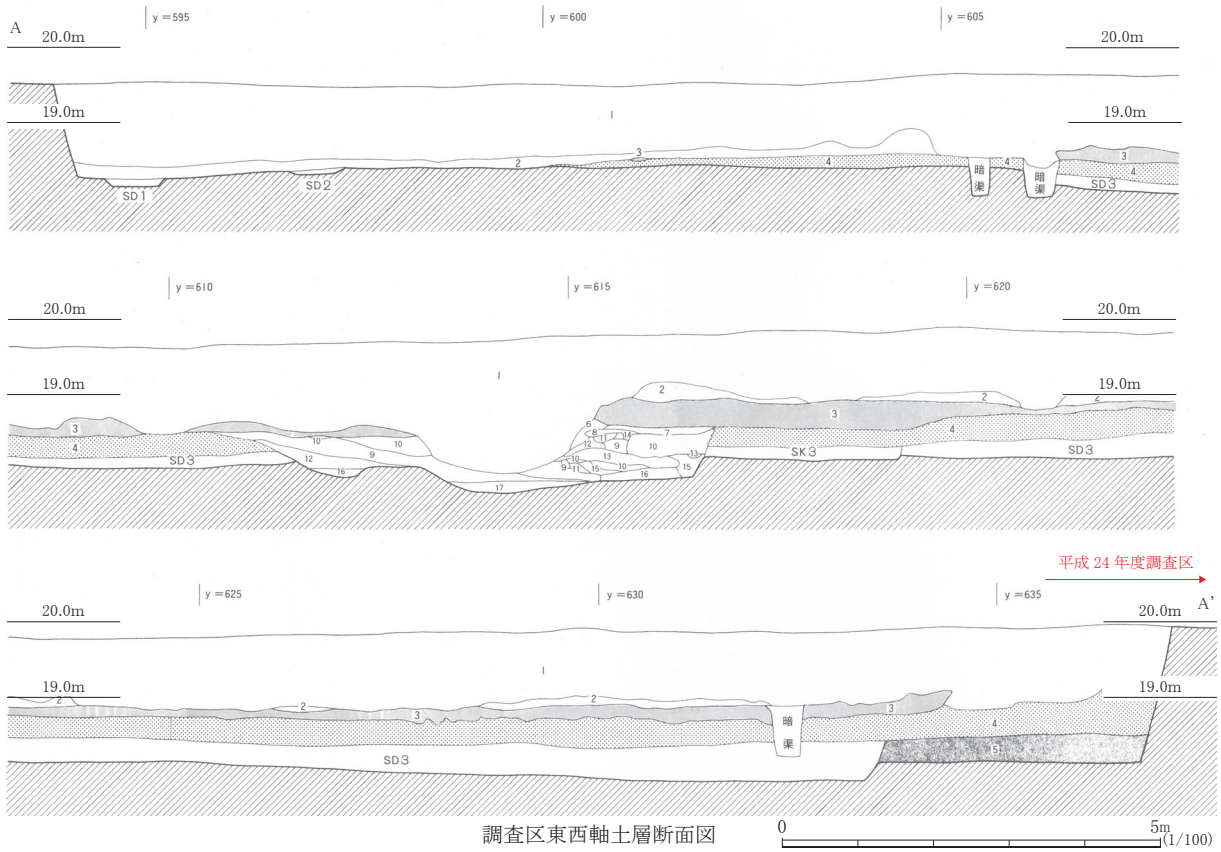 y=595 y=600 y=605
A
20.0m 20.0m
19.0m 19.0m
1
3
2 4 4 3
暗渠 暗渠 4
SD1 SD2 SD3
y=610 y=615 y=620
20.0m 20.0m
1
19.0m 19.0m
2 2 2
3 6 3
10 10 8 14 7 4
4 12 11 9 10
SD3 12 9 10 13 13 SK3 SD3
16 9 11 15 10 15
17 16
平成24年度調査区
y=625 y=630 y=635
A'
20.0m 20.0m
1
19.0m 19.0m
2 2 2
3 暗渠 3
4
SD3 5
調査区東西軸土層断面図
0 5m
(1/100)